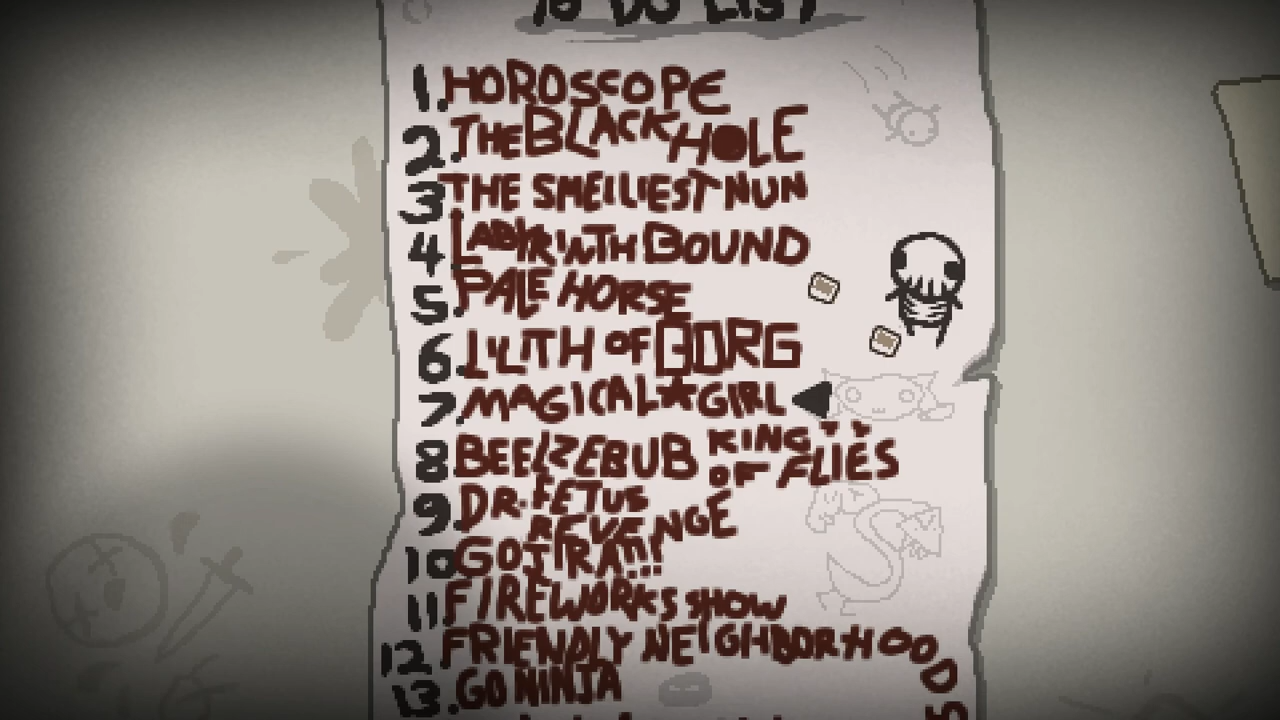 TO DO LIST
1. HOROSCOPE
2. THE BLACK HOLE
3 THE SMELLIEST NUN
4 LABYRINTH BOUND
5. PALE HORSE
6. LILITH OF BORG
7. MAGICAL★GIRL
8 BEELZEBUB KING OF FLIES
9. DR. FETUS REVENGE
10 GOJIRA!!!
11 FIREWORKS SHOW
12 FRIENDLY NEIGHBORHOOD
13. GO NINJA